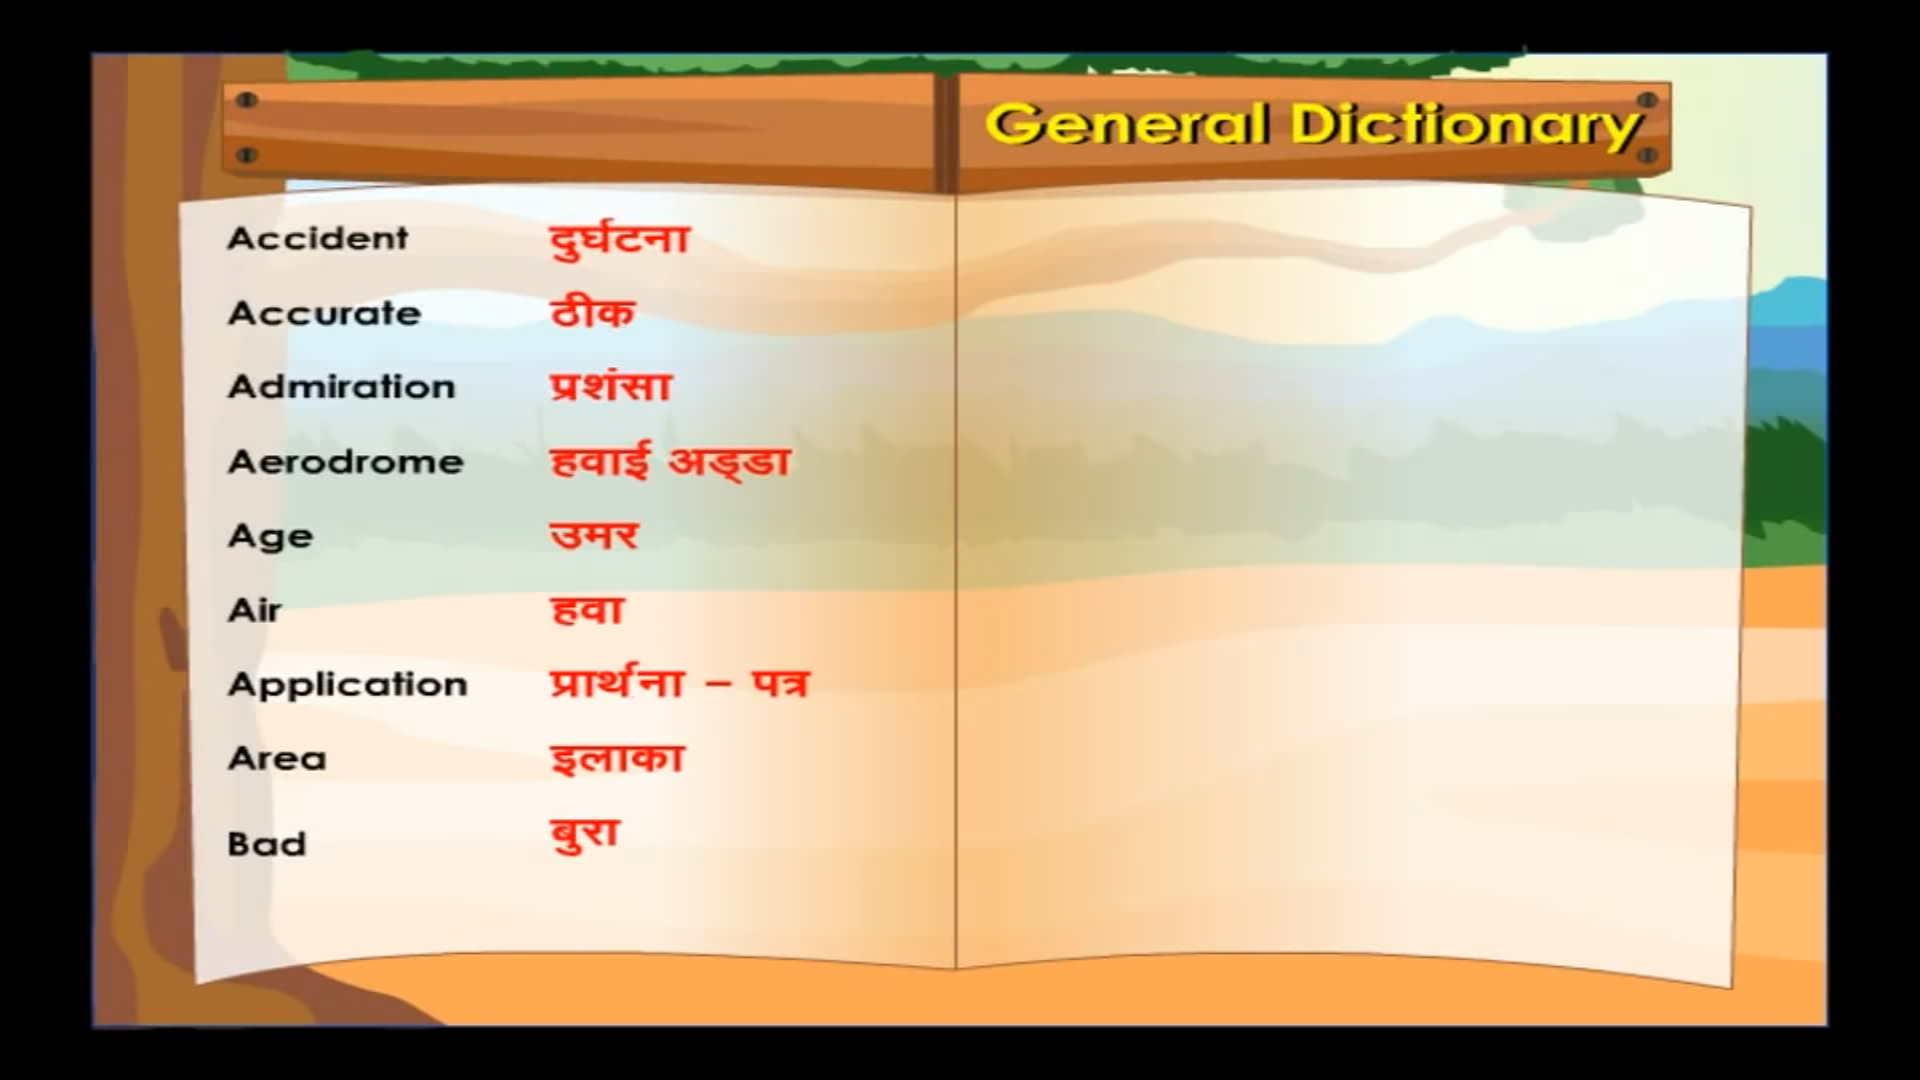 General Dictionary
Accident दुर्घटना
Accurate ठीक
Admiration प्रशंसा
Aerodrome हवाई अड्डा
Age उमर
Air हवा
Application प्रार्थना – पत्र
Area इलाका
Bad बुरा